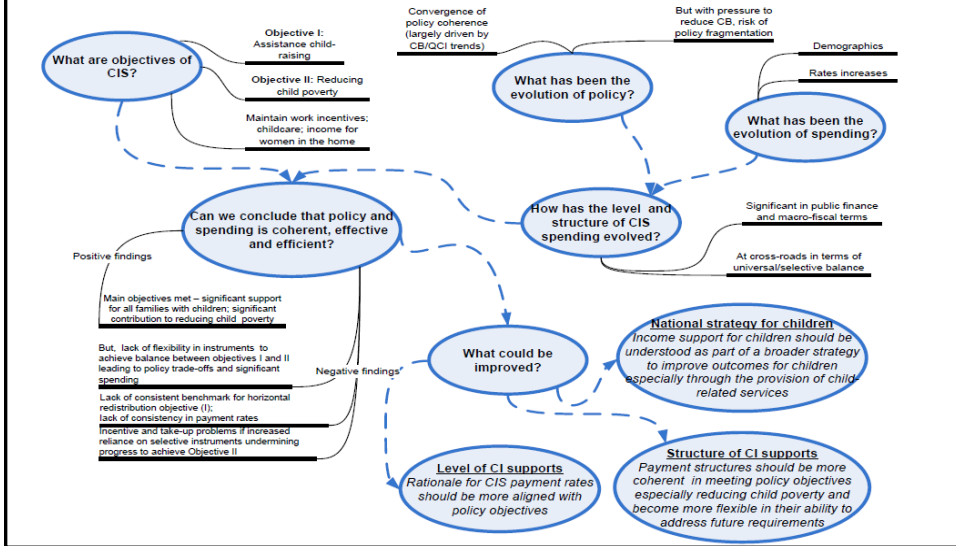 What are objectives of
CIS?
Objective I:
Assistance child-
raising
Objective II: Reducing
child poverty
Maintain work incentives;
childcare; income for
women in the home
Convergence of
policy coherence
(largely driven by
CB/QCI trends)
But with pressure to
reduce CB, risk of
policy fragmentation
What has been the
evolution of policy?
Demographics
Rates increases
What has been the
evolution of spending?
Can we conclude that policy and
spending is coherent, effective
and efficient?
How has the level and
structure of CIS
spending evolved?
Significant in public finance
and macro-fiscal terms
At cross-roads in terms of
universal/selective balance
Positive findings
Main objectives met – significant support
for all families with children; significant
contribution to reducing child poverty
But, lack of flexibility in instruments to
achieve balance between objectives I and II
leading to policy trade-offs and significant
spending
Negative findings
Lack of consistent benchmark for horizontal
redistribution objective (I);
lack of consistency in payment rates
Incentive and take-up problems if increased
reliance on selective instruments undermining
progress to achieve Objective II
What could be
improved?
National strategy for children
Income support for children should be
understood as part of a broader strategy
to improve outcomes for children
especially through the provision of child-
related services
Level of CI supports
Rationale for CIS payment rates
should be more aligned with
policy objectives
Structure of CI supports
Payment structures should be more
coherent in meeting policy objectives
especially reducing child poverty and
become more flexible in their ability to
address future requirements